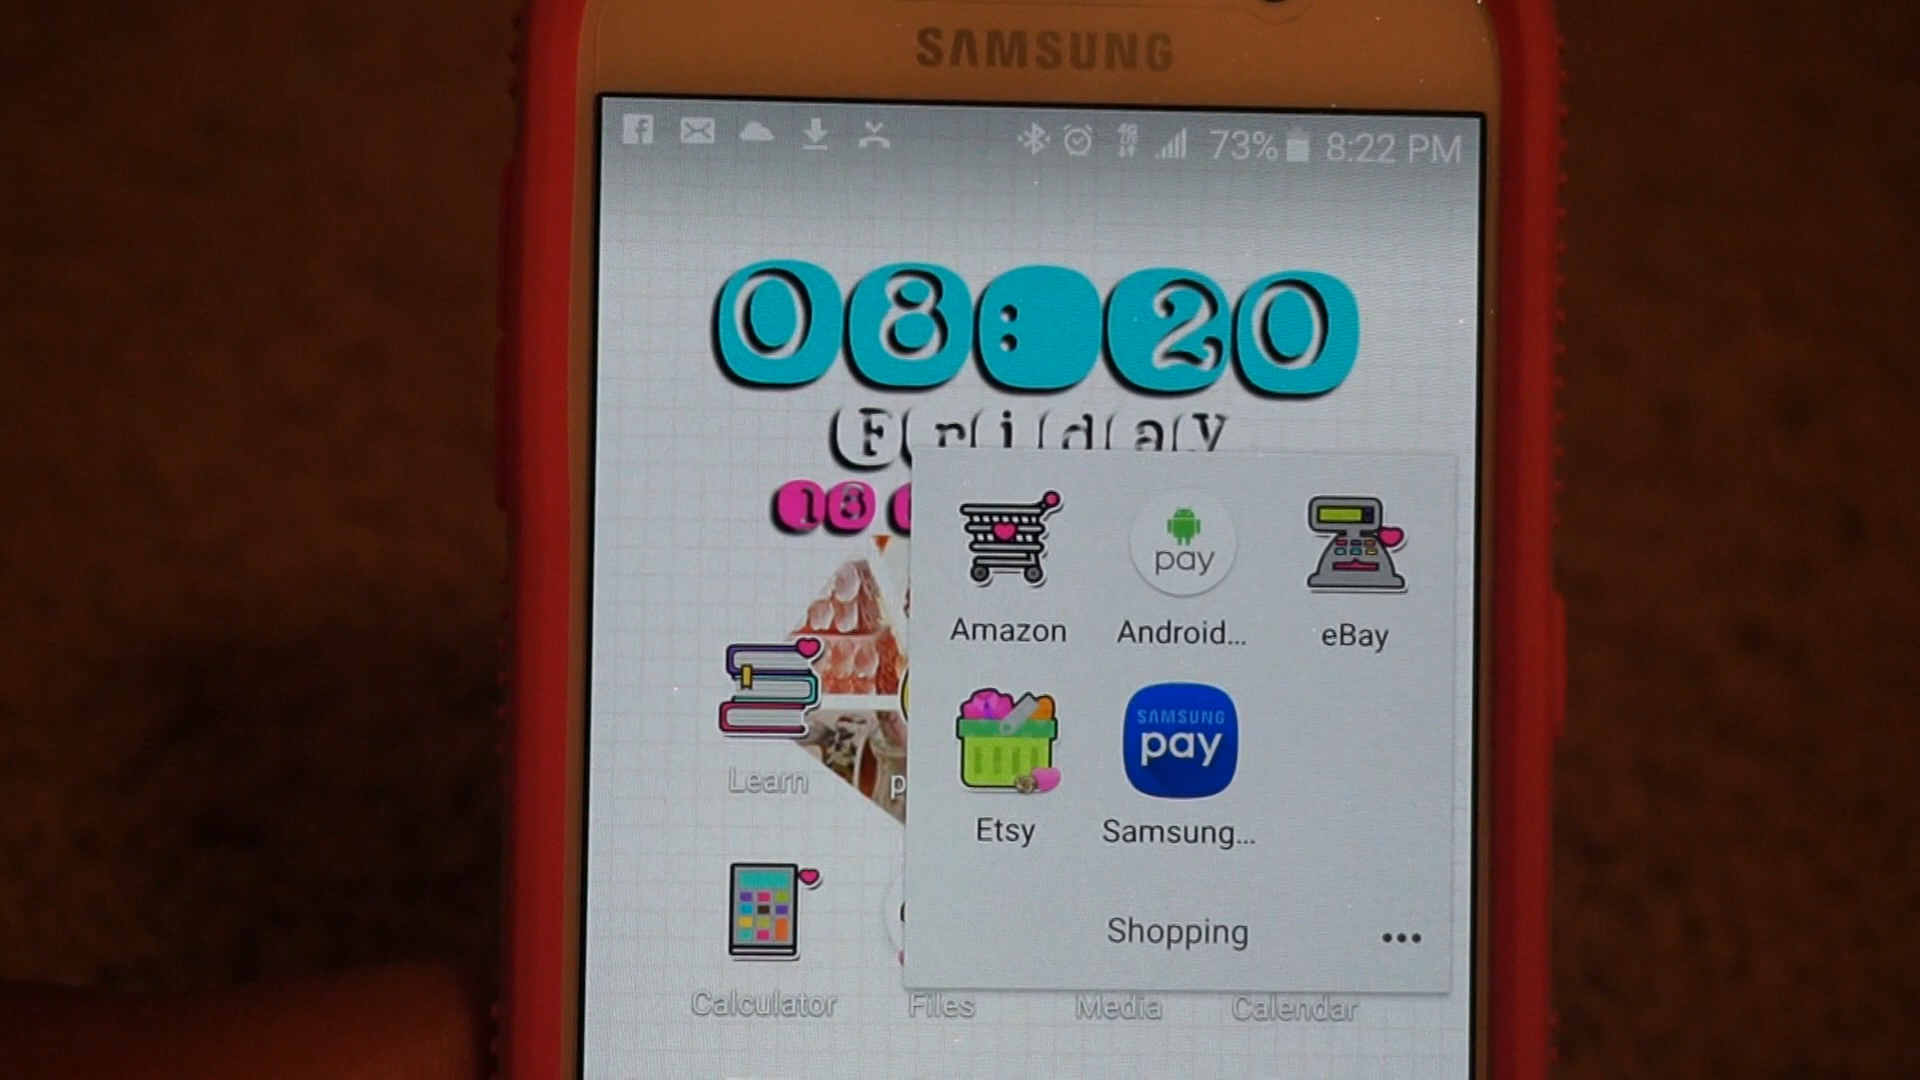 SAMSUNG
73% 8:22 PM
08:20
Friday
13
Amazon
pay
Android...
eBay
Etsy
SAMSUNG
pay
Samsung...
Learn
p
Shopping
Calculator
Files
Media
Calendar